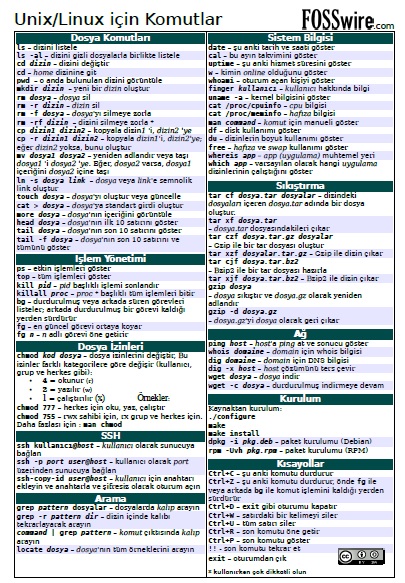 Unix/Linux için Komutlar
FOSSwire.com
Dosya Komutları
ls – dizini listele
ls -al – dizini gizli dosyalarla birlikte listele
cd dizin – dizini değiştir
cd – home dizinine git
pwd – o anda bulunulan dizini görüntüle
mkdir dizin – yeni bir dizin oluştur
rm dosya – dosya sil
rm -r dizin – dizin sil
rm -f dosya – dosya'yı silmeye zorla
rm -rf dizin – dizini silmeye zorla *
cp dizin1 dizin2 – kopyala dizin1 'i, dizin2 'ye
cp -r dizin1 dizin2 – kopyala dizin1'i, dizin2'ye;
eğer dizin2 yoksa, bunu oluştur
mv dosya1 dosya2 – yeniden adlandır veya taşı
dosya1 'i dosya2 'ye. Eğer, dosya2 varsa, dosya1
içeriğini dosya2 içine taşı
ln -s dosya link – dosya veya link'e semnolik
link oluştur
touch dosya – dosya'yı oluştur veya güncelle
cat > dosya – dosya'ya standart girdi oluştur
more dosya – dosya'nın içeriğini görüntüle
head dosya – dosya'nın ilk 10 satırını göster
tail dosya – dosya'nın son 10 satırını göster
tail -f dosya – dosya'nın son 10 satırını ve
tümünü göster
İşlem Yönetimi
ps – etkin işlemleri göster
top – tüm işlemleri göster
kill pid – pid başlıklı işlemi sonlandır
killall proc – proc * başlıklı tüm işlemleri bitir
bg – durdurulmuş veya arkada süren görevleri
listeler; arkada durdurulmuş bir görevi kaldığı
yerden sürdürür
fg – en güncel görevi ortaya koyar
fg n – n adlı görevi öne getirir
Dosya İzinleri
chmod kod dosya – dosya izinlerini değiştir, Bu
izinler farklı kategorilere göre değişir (kullanıcı,
grup ve herkes gibi):
• 4 = okunur (r)
• 2 = yazılır (w)
• 1 = çalıştırılır (x) Örnekler:
chmod 777 – herkes için oku, yaz, çalıştır
chmod 755 – rwx sahibi için, rx grup ve herkes için.
Daha fazlası için : man chmod
SSH
ssh kullanıcı@host – kullanıcı olarak sunucuya
bağlan
ssh -p port user@host – kullanıcı olarak port
üzerinden sunucuya bağlan
ssh-copy-id user@host – kullanıcı için anahtarı
ekleyin ve anahtarla ve şifresiz olarak oturum açın
Arama
grep pattern dosyalar – dosyalarda kalıp arayın
grep -r pattern dir – dizin içinde kalıbı
tekrarlayarak arayın
command | grep pattern – komut çıktısında kalıp
arayın
locate dosya – dosya'nın tüm örneklerini arayın
Sistem Bilgisi
date – şu anki tarih ve saati göster
cal – bu ayın takvimini göster
uptime – şu anki hizmet süresini göster
w – kimin online olduğunu göster
whoami – oturum açan kişiyi göster
finger kullanıcı – kullanıcı hakkında bilgi
uname -a – kernel bilgisini göster
cat /proc/cpuinfo – cpu bilgisi
cat /proc/meminfo – hafıza bilgisi
man command – komut için manueli göster
df – disk kullanımı göster
du – dizinlerin boyut kullanımı göster
free – hafıza ve swap kullanımı göster
whereis app – app (uygulama) muhtemel yeri
which app – varsayılan olarak hangi uygulama
dizinlerinin çalıştığını göster
Sıkıştırma
tar cf dosya.tar dosyalar – dizindeki
dosyaları içeren dosya.tar adında bir dosya
oluştur.
tar xf dosya.tar
– dosya.tar dosyasındakileri çıkar
tar czf dosya.tar.gz dosyalar
– Gzip ile bir tar dosyası oluştur
tar xzf dosyalar.tar.gz – Gzip ile dizin çıkar
tar cjf dosya.tar.bz2
– Bzip2 ile bir tar dosyası hazırla
tar xjf dosya.tar.bz2 – Bzip2 ile dizin çıkar
gzip dosya
– dosya sıkıştır ve dosya.gz olarak yeniden
adlandır
gzip -d dosya.gz
– dosya.gz'yi dosya olarak geri çıkar
Ağ
ping host – host'a ping at ve sonucu göster
whois domaine – domain için whois bilgisi
dig domaine – domain için DNS bilgisi
dig -x host – host çözümünü ters çevir
wget dosya – dosya indir
wget -c dosya – durdurulmuş indirmeye devam
Kurulum
Kaynaktan kurulum:
./configure
make
make install
dpkg -i pkg.deb – paket kurulumu (Debian)
rpm -Uvh pkg.rpm – paket kurulumu (RPM)
Kısayollar
Ctrl+C – şu anki komutu durdurur
Ctrl+Z – şu anki komutu durdurur, önde fg ile
veya arkada bg ile komut işlemini kaldığı yerden
sürdürür
Ctrl+D – exit gibi oturumu kapatır
Ctrl+W – satırdaki bir kelimeyi siler
Ctrl+U – tüm satırı siler
Ctrl+R – son komutu öne getir
Ctrl+P – son komutu göster
!! - son komutu tekrar et
exit – oturumdan çık
* kullanırken çok dikkatli olun